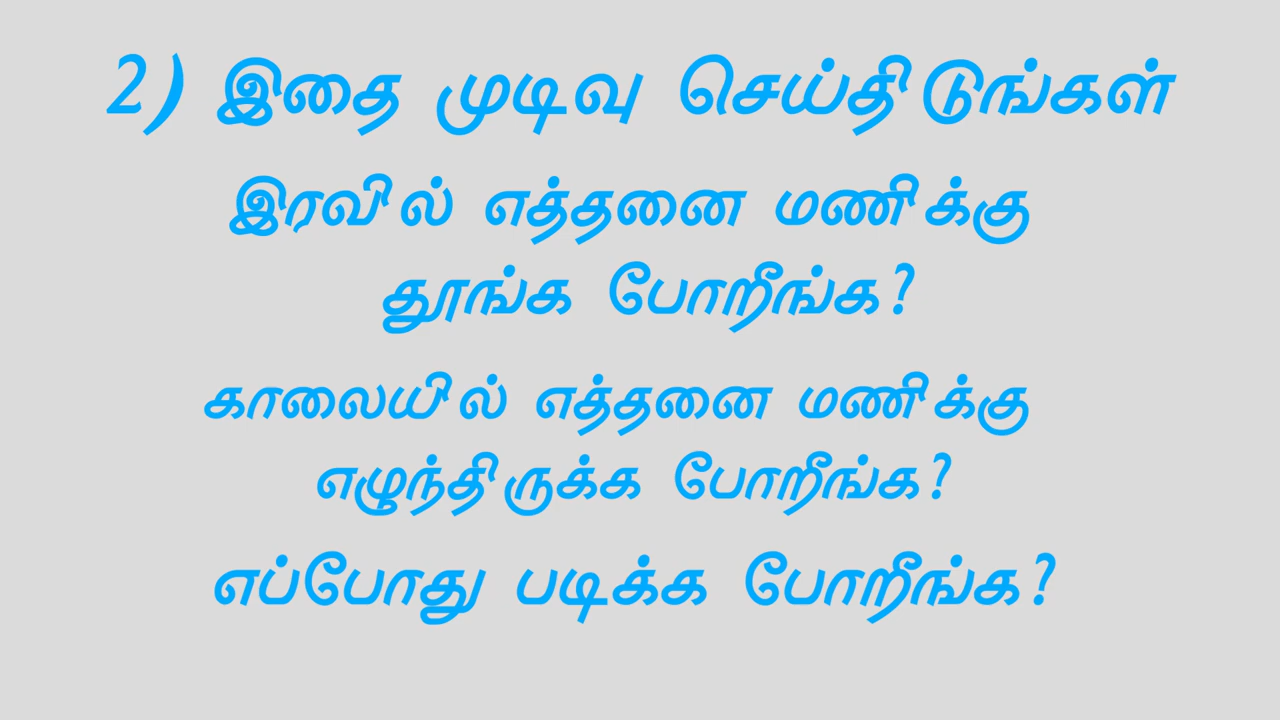 2) இதை முடிவு செய்திடுங்கள்
இரவில் எத்தனை மணிக்கு
தூங்க போறீங்க?
காலையில் எத்தனை மணிக்கு
எழுந்திருக்க போறீங்க?
எப்போது படிக்க போறீங்க?